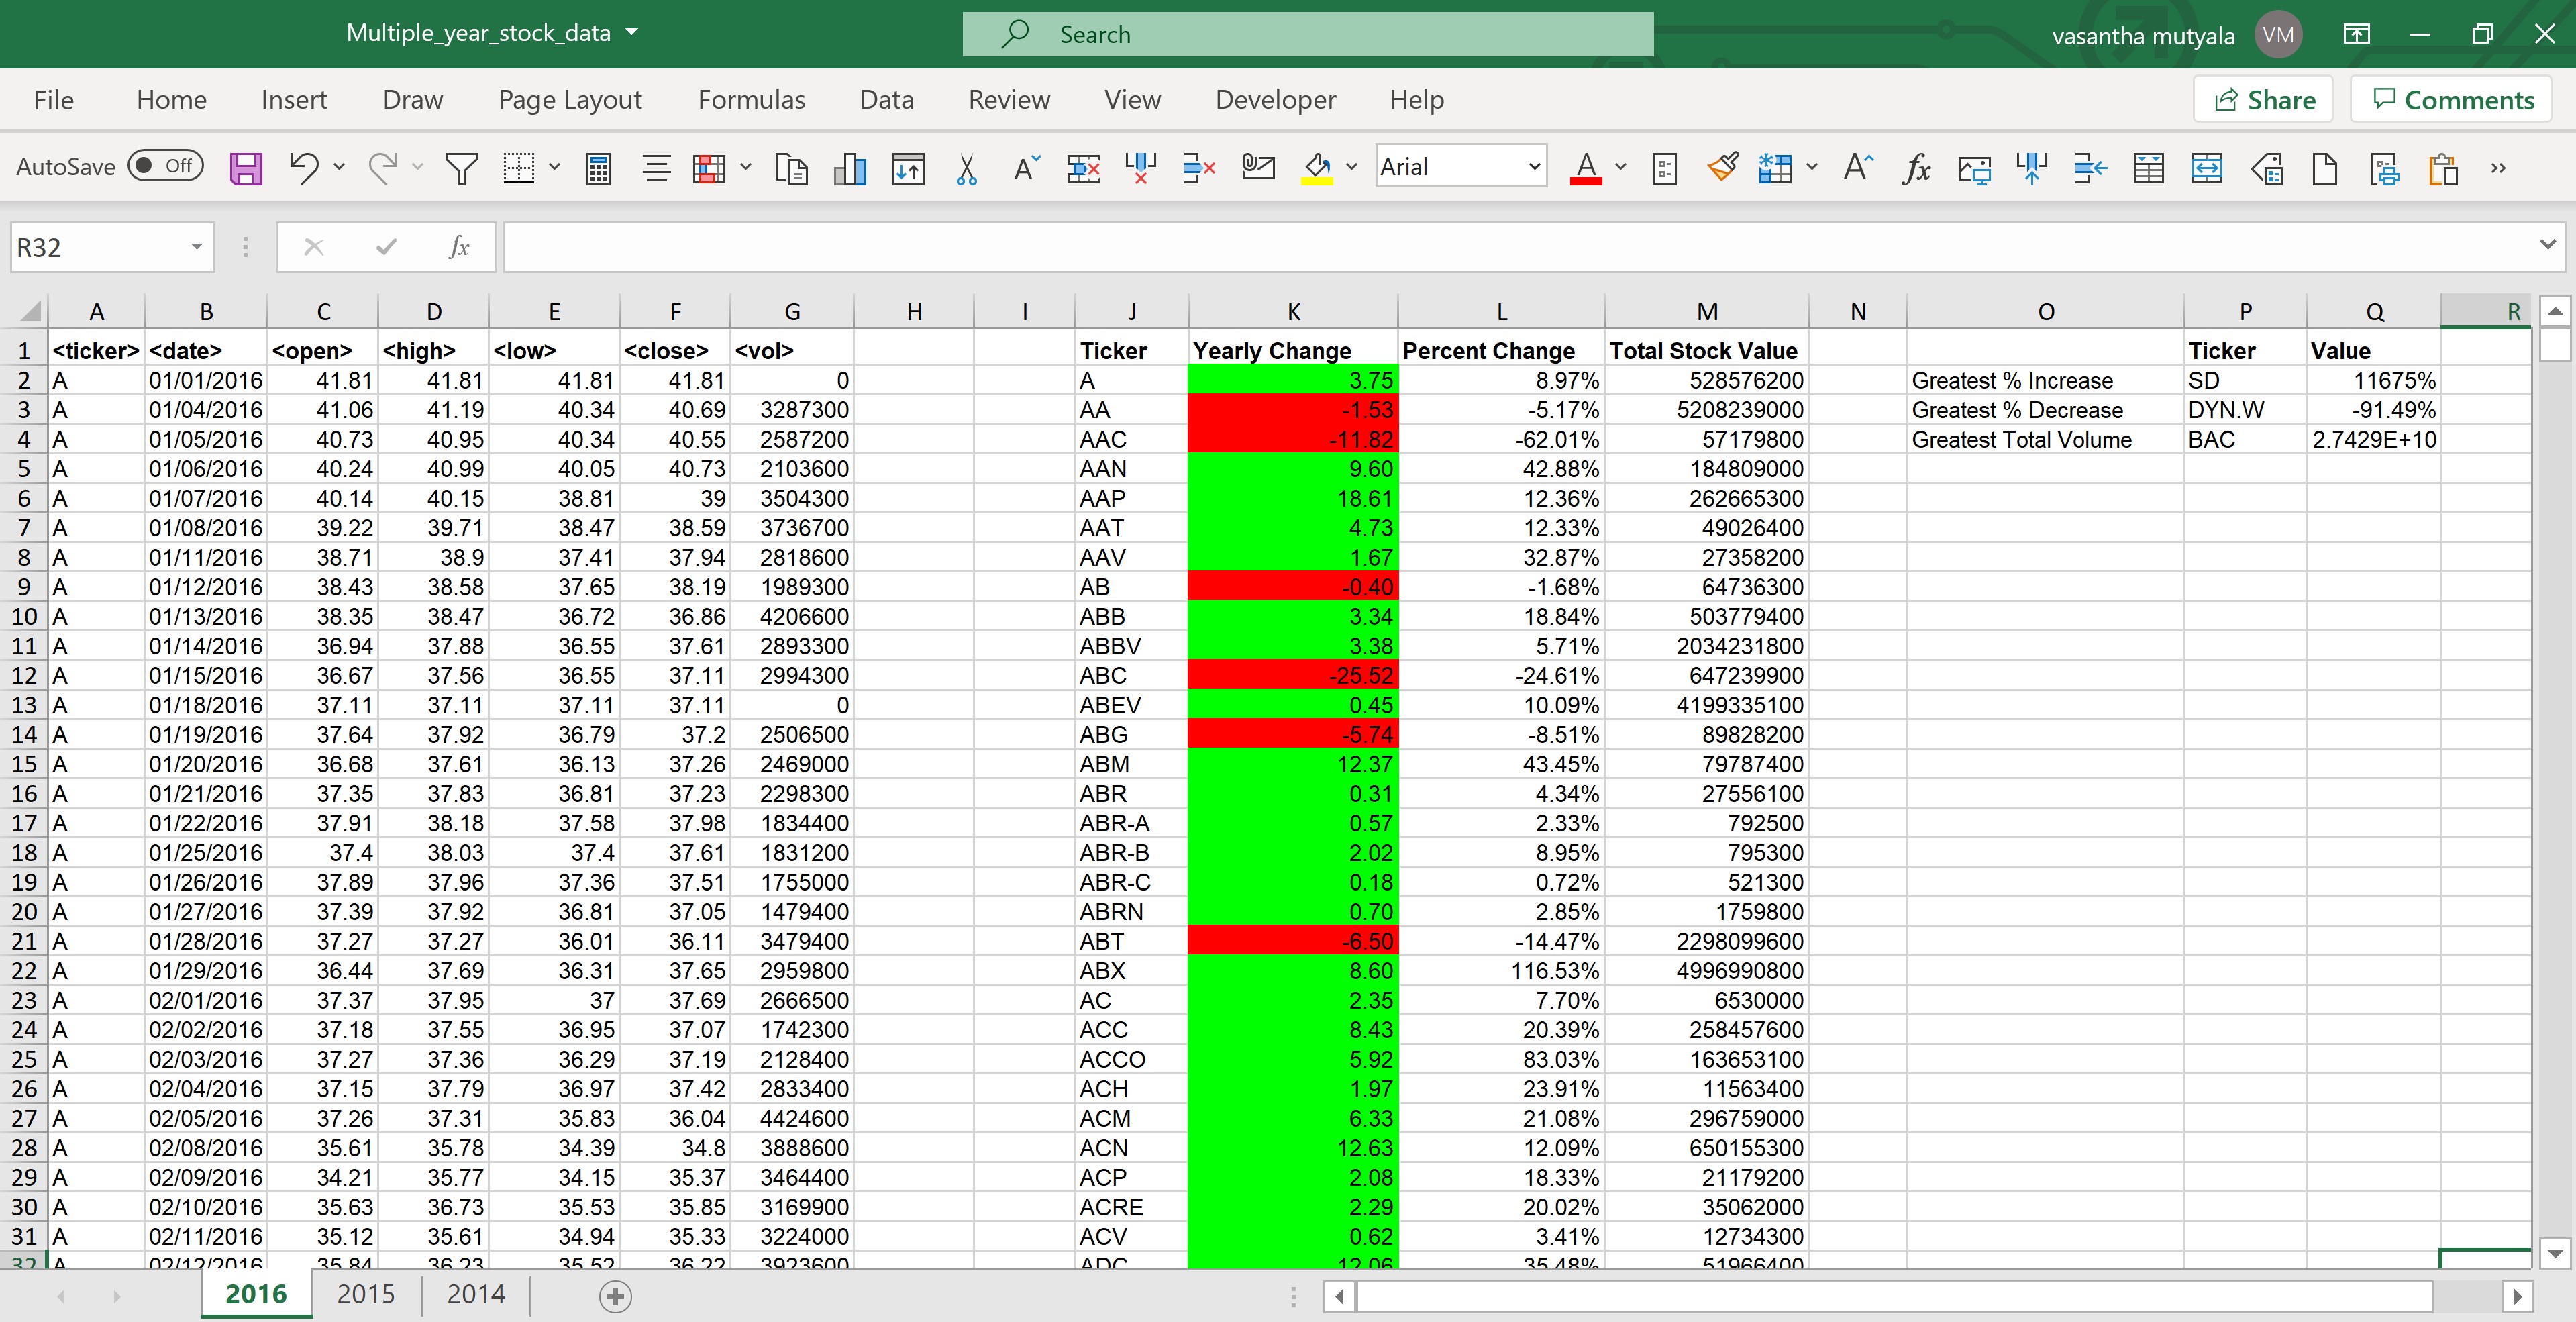 Multiple_year_stock_data Search vasantha mutyala VM
File Home Insert Draw Page Layout Formulas Data Review View Developer Help Share Comments
AutoSave Off Arial
R32 fx
A B C D E F G H I J K L M N O P Q R
1 <ticker> <date> <open> <high> <low> <close> <vol> Ticker Yearly Change Percent Change Total Stock Value Ticker Value
2 A 01/01/2016 41.81 41.81 41.81 41.81 0 A 3.75 8.97% 528576200 Greatest % Increase SD 11675%
3 A 01/04/2016 41.06 41.19 40.34 40.69 3287300 AA -1.53 -5.17% 5208239000 Greatest % Decrease DYN.W -91.49%
4 A 01/05/2016 40.73 40.95 40.34 40.55 2587200 AAC -11.82 -62.01% 57179800 Greatest Total Volume BAC 2.7429E+10
5 A 01/06/2016 40.24 40.99 40.05 40.73 2103600 AAN 9.60 42.88% 184809000
6 A 01/07/2016 40.14 40.15 38.81 39 3504300 AAP 18.61 12.36% 262665300
7 A 01/08/2016 39.22 39.71 38.47 38.59 3736700 AAT 4.73 12.33% 49026400
8 A 01/11/2016 38.71 38.9 37.41 37.94 2818600 AAV 1.67 32.87% 27358200
9 A 01/12/2016 38.43 38.58 37.65 38.19 1989300 AB -0.40 -1.68% 64736300
10 A 01/13/2016 38.35 38.47 36.72 36.86 4206600 ABB 3.34 18.84% 503779400
11 A 01/14/2016 36.94 37.88 36.55 37.61 2893300 ABBV 3.38 5.71% 2034231800
12 A 01/15/2016 36.67 37.56 36.55 37.11 2994300 ABC -25.52 -24.61% 647239900
13 A 01/18/2016 37.11 37.11 37.11 37.11 0 ABEV 0.45 10.09% 4199335100
14 A 01/19/2016 37.64 37.92 36.79 37.2 2506500 ABG -5.74 -8.51% 89828200
15 A 01/20/2016 36.68 37.61 36.13 37.26 2469000 ABM 12.37 43.45% 79787400
16 A 01/21/2016 37.35 37.83 36.81 37.23 2298300 ABR 0.31 4.34% 27556100
17 A 01/22/2016 37.91 38.18 37.58 37.98 1834400 ABR-A 0.57 2.33% 792500
18 A 01/25/2016 37.4 38.03 37.4 37.61 1831200 ABR-B 2.02 8.95% 795300
19 A 01/26/2016 37.89 37.96 37.36 37.51 1755000 ABR-C 0.18 0.72% 521300
20 A 01/27/2016 37.39 37.92 36.81 37.05 1479400 ABRN 0.70 2.85% 1759800
21 A 01/28/2016 37.27 37.27 36.01 36.11 3479400 ABT -6.50 -14.47% 2298099600
22 A 01/29/2016 36.44 37.69 36.31 37.65 2959800 ABX 8.60 116.53% 4996990800
23 A 02/01/2016 37.37 37.95 37 37.69 2666500 AC 2.35 7.70% 6530000
24 A 02/02/2016 37.18 37.55 36.95 37.07 1742300 ACC 8.43 20.39% 258457600
25 A 02/03/2016 37.27 37.36 36.29 37.19 2128400 ACCO 5.92 83.03% 163653100
26 A 02/04/2016 37.15 37.79 36.97 37.42 2833400 ACH 1.97 23.91% 11563400
27 A 02/05/2016 37.26 37.31 35.83 36.04 4424600 ACM 6.33 21.08% 296759000
28 A 02/08/2016 35.61 35.78 34.39 34.8 3888600 ACN 12.63 12.09% 650155300
29 A 02/09/2016 34.21 35.77 34.15 35.37 3464400 ACP 2.08 18.33% 21179200
30 A 02/10/2016 35.63 36.73 35.53 35.85 3169900 ACRE 2.29 20.02% 35062000
31 A 02/11/2016 35.12 35.61 34.94 35.33 3224000 ACV 0.62 3.41% 12734300
32 A 02/12/2016 35.84 36.23 35.52 36.22 3923600 ADC 12.06 35.48% 51966400
2016 2015 2014